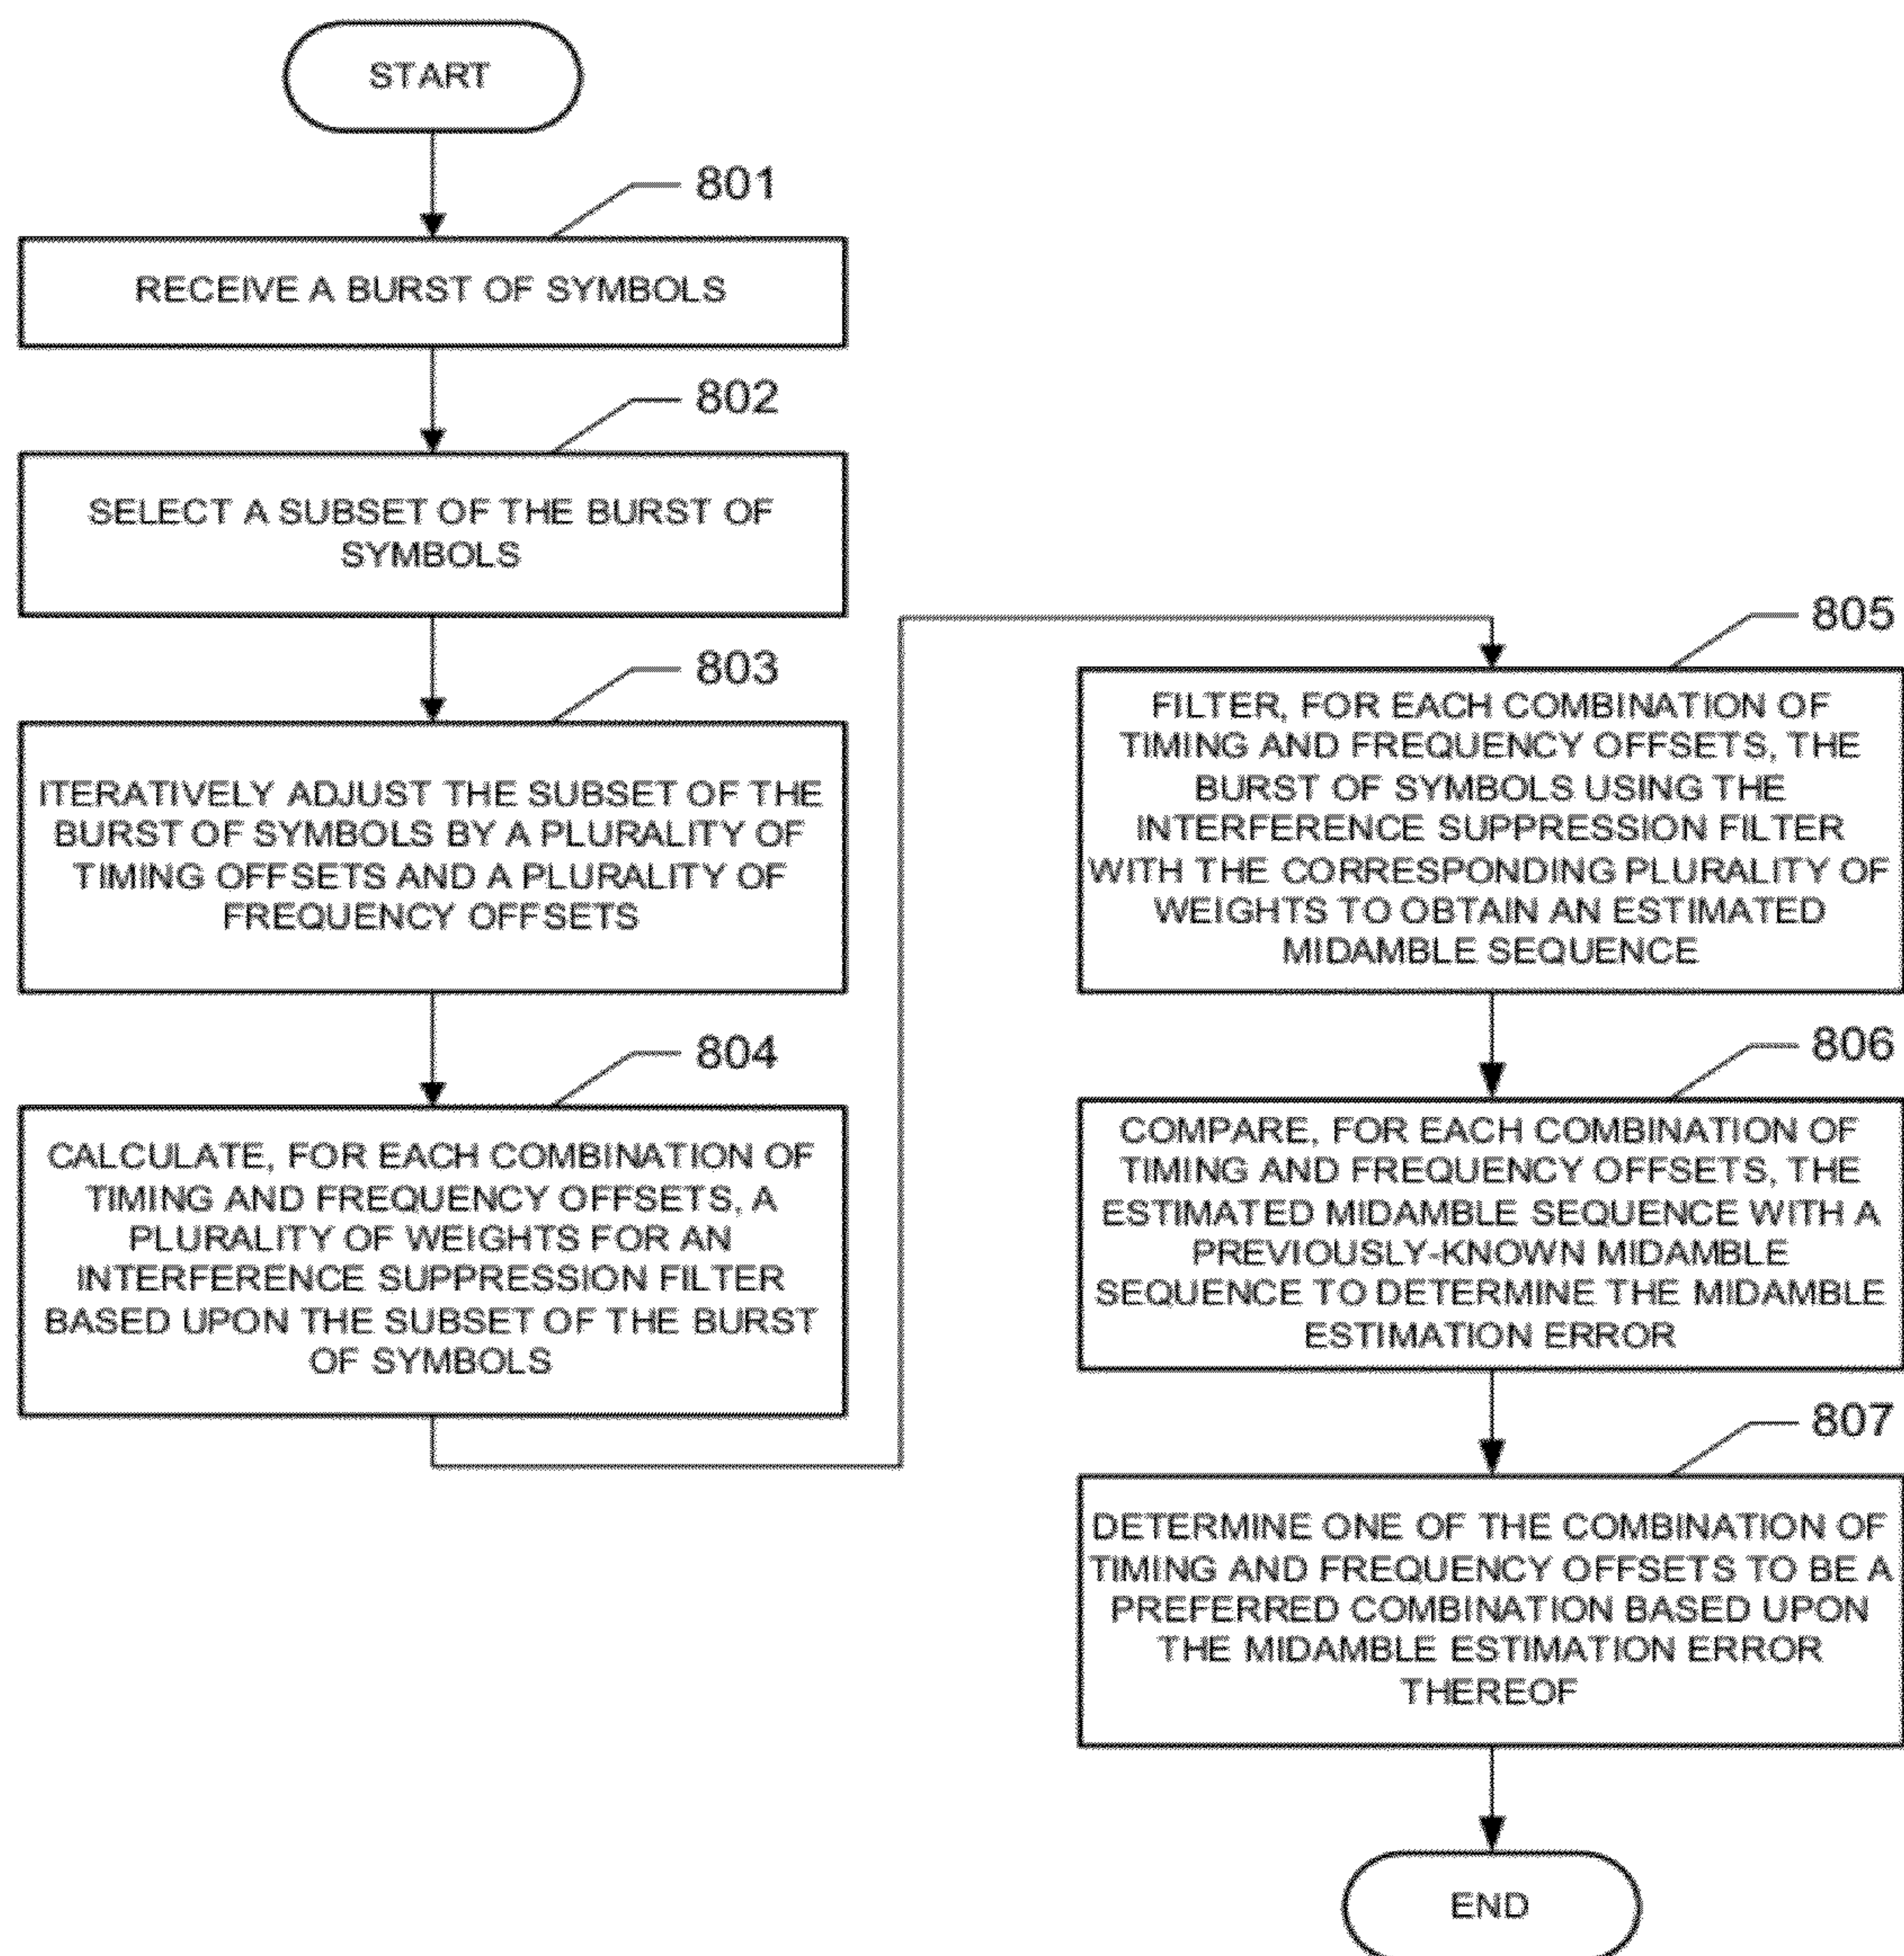 START
801
RECEIVE A BURST OF SYMBOLS
802
SELECT A SUBSET OF THE BURST OF
SYMBOLS
803
ITERATIVELY ADJUST THE SUBSET OF THE
BURST OF SYMBOLS BY A PLURALITY OF
TIMING OFFSETS AND A PLURALITY OF
FREQUENCY OFFSETS
804
CALCULATE, FOR EACH COMBINATION OF
TIMING AND FREQUENCY OFFSETS, A
PLURALITY OF WEIGHTS FOR AN
INTERFERENCE SUPPRESSION FILTER
BASED UPON THE SUBSET OF THE BURST
OF SYMBOLS
805
FILTER, FOR EACH COMBINATION OF
TIMING AND FREQUENCY OFFSETS, THE
BURST OF SYMBOLS USING THE
INTERFERENCE SUPPRESSION FILTER
WITH THE CORRESPONDING PLURALITY OF
WEIGHTS TO OBTAIN AN ESTIMATED
MIDAMBLE SEQUENCE
806
COMPARE, FOR EACH COMBINATION OF
TIMING AND FREQUENCY OFFSETS, THE
ESTIMATED MIDAMBLE SEQUENCE WITH A
PREVIOUSLY-KNOWN MIDAMBLE
SEQUENCE TO DETERMINE THE MIDAMBLE
ESTIMATION ERROR
807
DETERMINE ONE OF THE COMBINATION OF
TIMING AND FREQUENCY OFFSETS TO BE A
PREFERRED COMBINATION BASED UPON
THE MIDAMBLE ESTIMATION ERROR
THEREOF
END